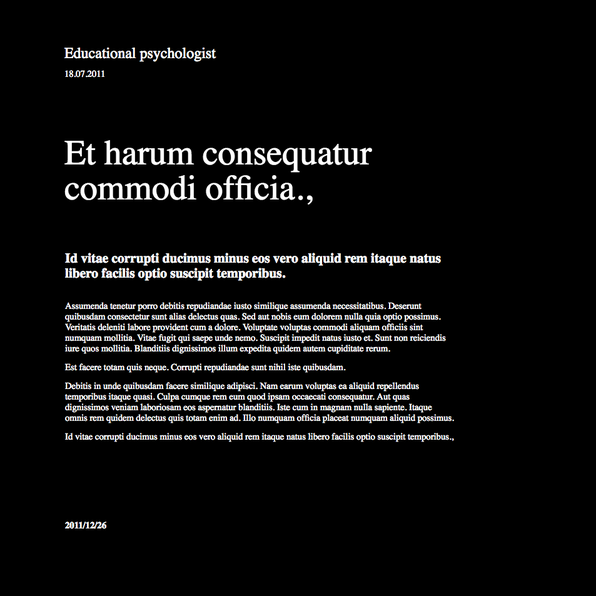 Educational psychologist
18.07.2011
Et harum consequatur
commodi officia.,
Id vitae corrupti ducimus minus eos vero aliquid rem itaque natus
libero facilis optio suscipit temporibus.
Assumenda tenetur porro debitis repudiandae iusto similique assumenda necessitatibus. Deserunt
quibusdam consectetur sunt alias delectus quas. Sed aut nobis eum dolorem nulla quia optio possimus.
Veritatis deleniti labore provident cum a dolore. Voluptate voluptas commodi aliquam officiis sint
numquam mollitia. Vitae fugit qui saepe unde nemo. Suscipit impedit natus iusto et. Sunt non reiciendis
iure quos mollitia. Blanditiis dignissimos illum expedita quidem autem cupiditate rerum.
Est facere totam quis neque. Corrupti repudiandae sunt nihil iste quibusdam.
Debitis in unde quibusdam facere similique adipisci. Nam earum voluptas ea aliquid repellendus
temporibus itaque quasi. Culpa cumque rem eum quod ipsam occaecati consequatur. Aut quas
dignissimos veniam laboriosam eos aspernatur blanditiis. Iste cum in magnam nulla sapiente. Itaque
omnis rem quidem delectus quis totam enim ad. Illo numquam officia placeat numquam aliquid possimus.
Id vitae corrupti ducimus minus eos vero aliquid rem itaque natus libero facilis optio suscipit temporibus.,
2011/12/26